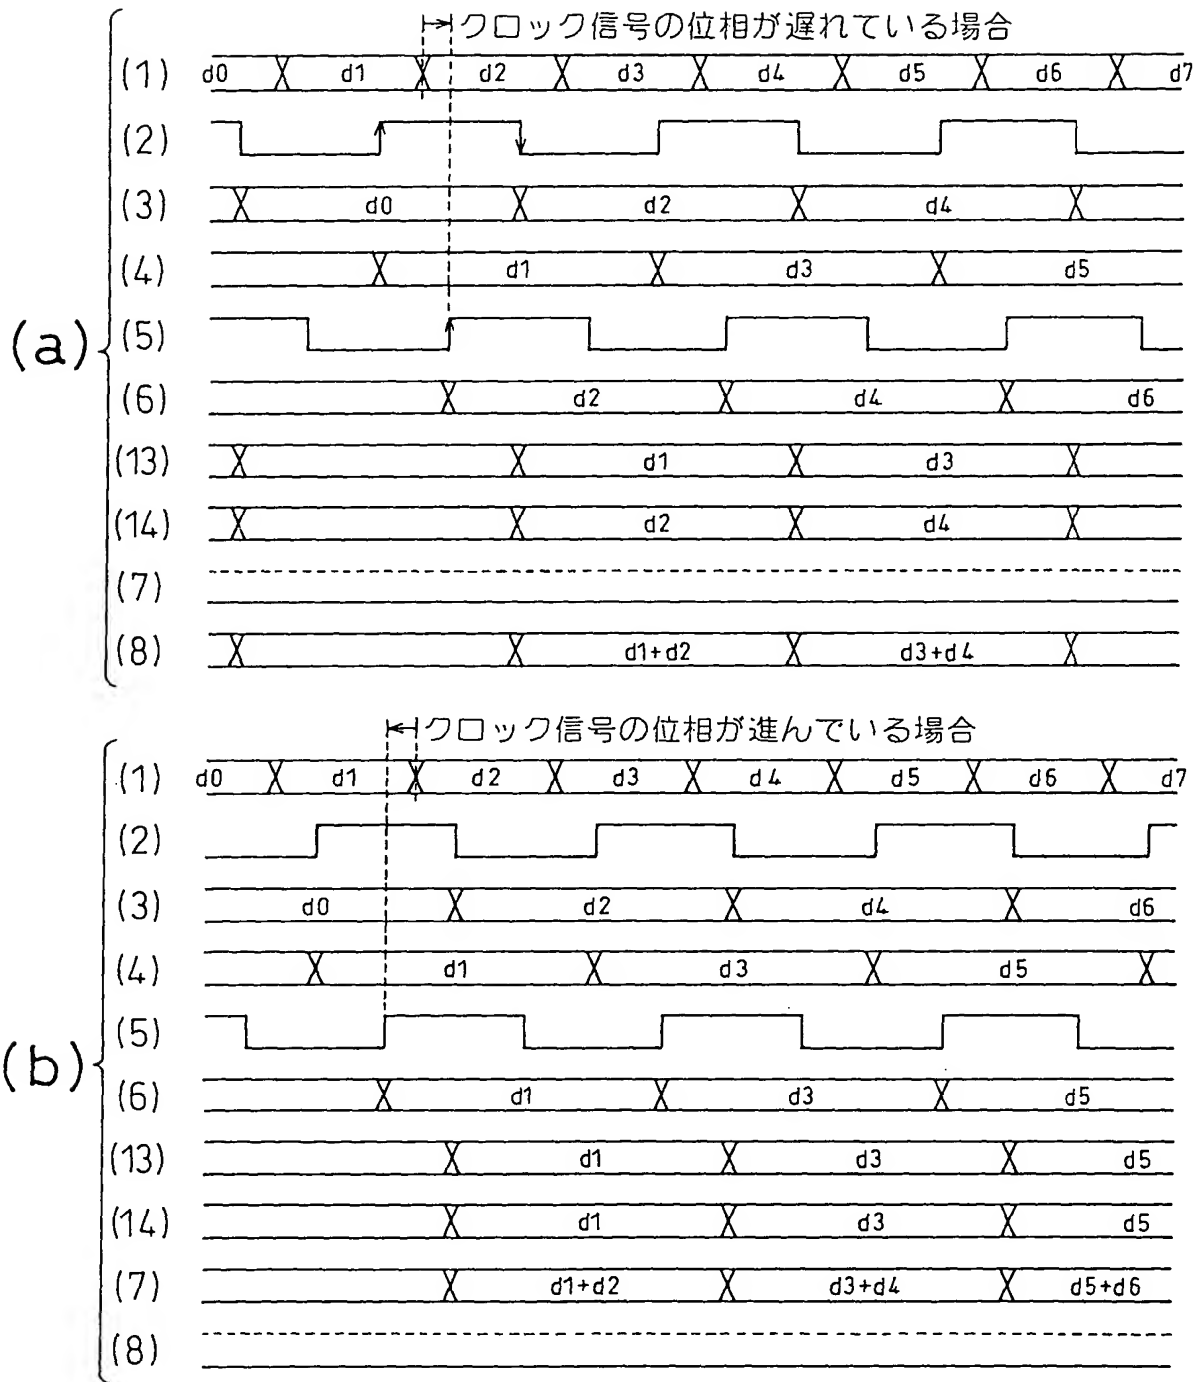 クロック信号の位相が遅れている場合
(1) d0 d1 d2 d3 d4 d5 d6 d7
(2)
(3) d0 d2 d4
(4) d1 d3 d5
(a) (5)
(6) d2 d4 d6
(13) d1 d3
(14) d2 d4
(7)
(8) d1+d2 d3+d4
クロック信号の位相が進んでいる場合
(1) d0 d1 d2 d3 d4 d5 d6 d7
(2)
(3) d0 d2 d4 d6
(4) d1 d3 d5
(b) (5)
(6) d1 d3 d5
(13) d1 d3 d5
(14) d1 d3 d5
(7) d1+d2 d3+d4 d5+d6
(8)